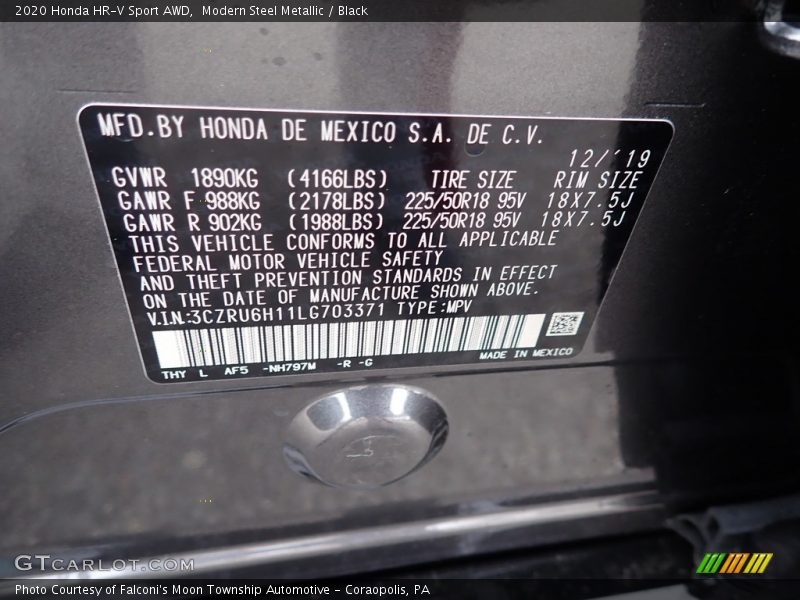 2020 Honda HR-V Sport AWD,  Modern Steel Metallic / Black
MFD.BY HONDA DE MEXICO S.A. DE C.V.
12/'19
GVWR 1890KG (4166LBS) TIRE SIZE RIM SIZE
GAWR F 988KG (2178LBS) 225/50R18 95V 18X7.5J
GAWR R 902KG (1988LBS) 225/50R18 95V 18X7.5J
THIS VEHICLE CONFORMS TO ALL APPLICABLE
FEDERAL MOTOR VEHICLE SAFETY
AND THEFT PREVENTION STANDARDS IN EFFECT
ON THE DATE OF MANUFACTURE SHOWN ABOVE.
V.I.N:3CZRU6H11LG703371 TYPE:MPV
THY L AF5 -NH797M -R -G MADE IN MEXICO
GTCARLOT.COM
Photo Courtesy of Falconi's Moon Township Automotive - Coraopolis, PA